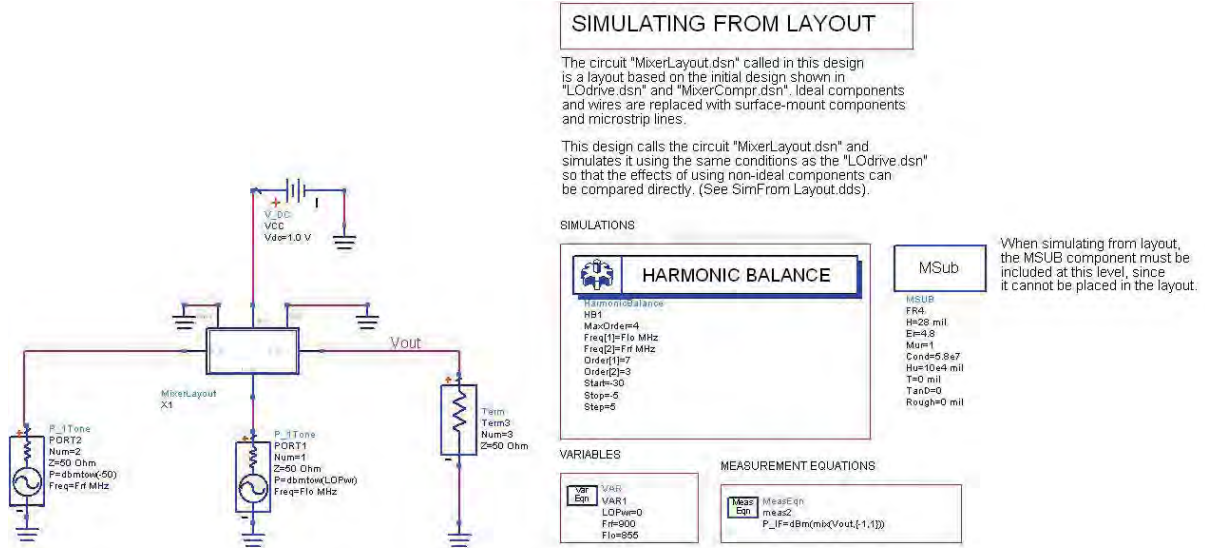 SIMULATING FROM LAYOUT
The circuit "MixerLayout.dsn" called in this design
is a layout based on the initial design shown in
"LOdrive.dsn" and "MixerCompr.dsn". Ideal components
and wires are replaced with surface-mount components
and microstrip lines.
This design calls the circuit "MixerLayout.dsn" and
simulates it using the same conditions as the "LOdrive.dsn"
so that the effects of using non-ideal components can
be compared directly. (See SimFrom Layout.dds).
SIMULATIONS
HARMONIC BALANCE
HarmonicBalance
HB1
MaxOrder=4
Freq[1]=Flo MHz
Freq[2]=Frf MHz
Order[1]=7
Order[2]=3
Start=-30
Stop=-5
Step=5
MSub
MSUB
FR4
H=28 mil
Er=4.8
Mur=1
Cond=5.8e7
Hu=10e4 mil
T=0 mil
TanD=0
Rough=0 mil
When simulating from layout,
the MSUB component must be
included at this level, since
it cannot be placed in the layout.
V_DC
VCC
Vdc=1.0 V
Vout
MixerLayout
X1
P_1Tone
PORT2
Num=2
Z=50 Ohm
P=dbmtow(-50)
Freq=Frf MHz
P_1Tone
PORT1
Num=1
Z=50 Ohm
P=dbmtow(LOPwr)
Freq=Flo MHz
Term
Term3
Num=3
Z=50 Ohm
VARIABLES
Var
Eqn
VAR
VAR1
LOPwr=0
Frf=900
Flo=855
MEASUREMENT EQUATIONS
Meas
Eqn
MeasEqn
meas2
P_IF=dBm(mix(Vout,{-1,1}))